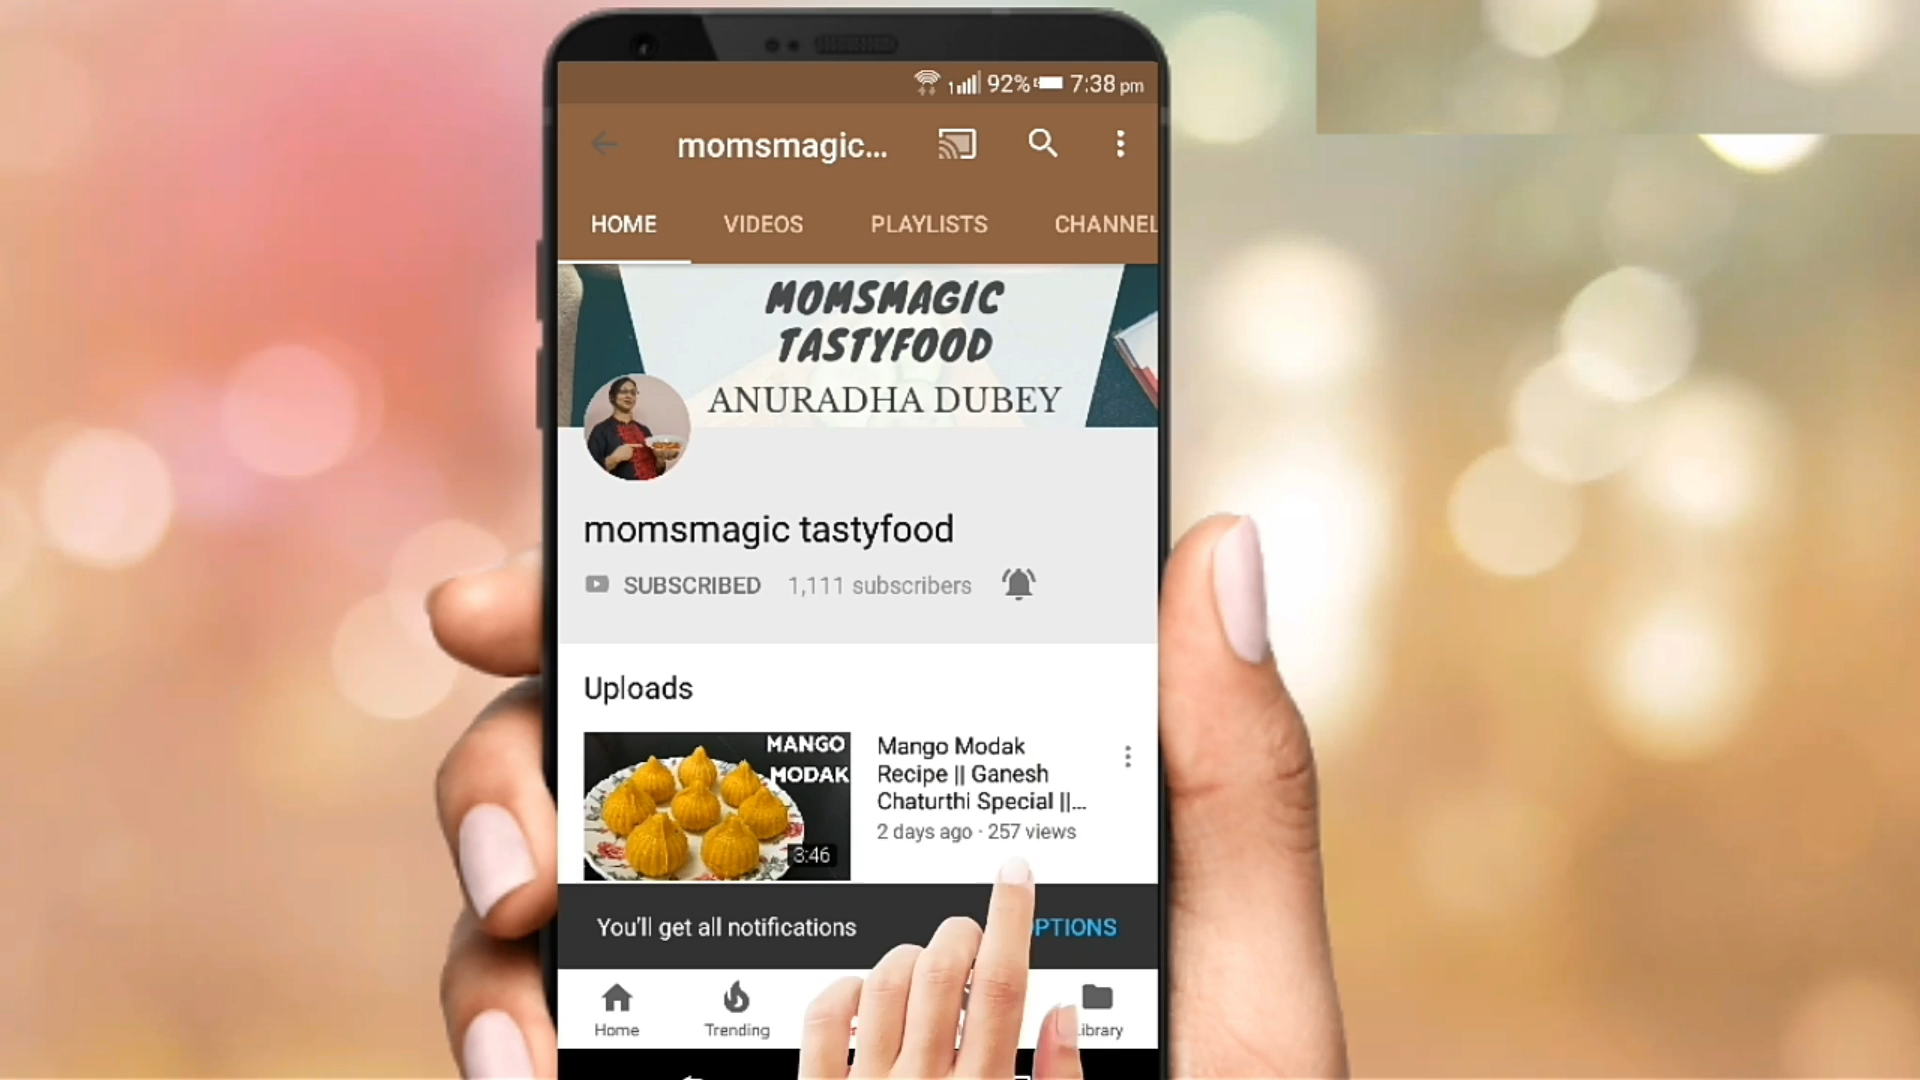 1 92% 7:38 pm
momsmagic...
HOME VIDEOS PLAYLISTS CHANNEL
MOMSMAGIC
TASTYFOOD
ANURADHA DUBEY
momsmagic tastyfood
SUBSCRIBED 1,111 subscribers
Uploads
MANGO
MODAK
3:46
Mango Modak
Recipe || Ganesh
Chaturthi Special ||...
2 days ago · 257 views
You'll get all notifications PTIONS
Home Trending ibrary